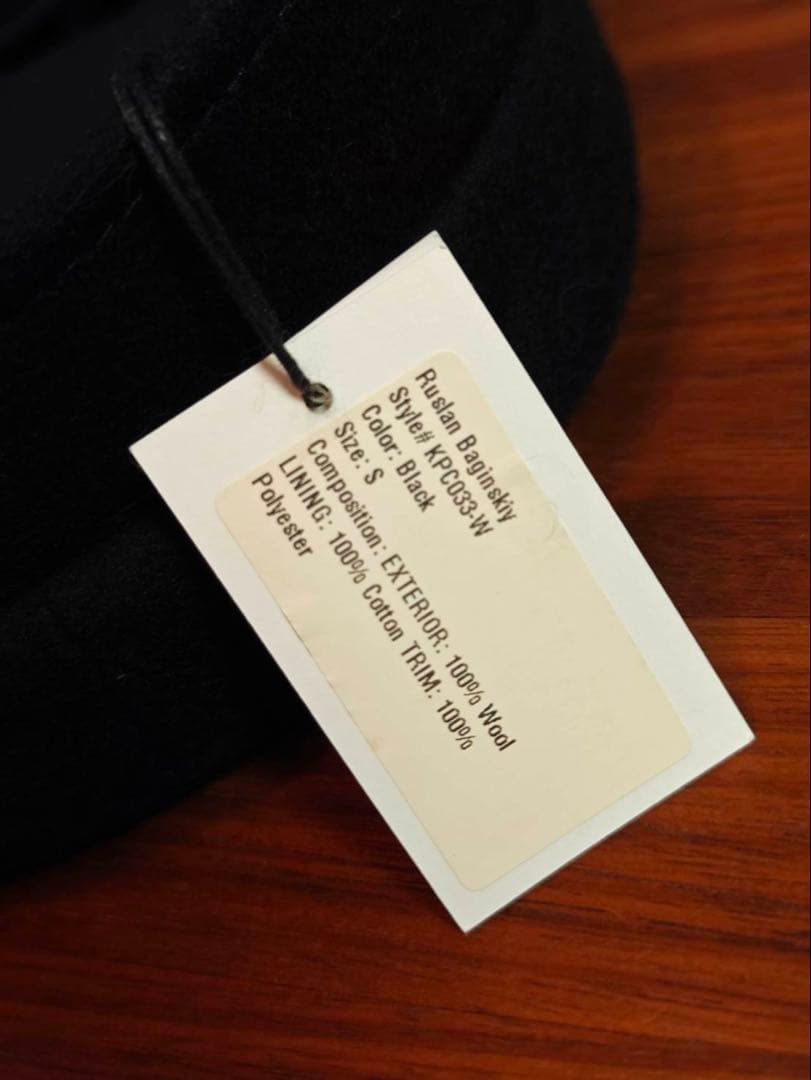 Ruslan Baginskiy
Style# KPC033-W
Color: Black
Size: S
Composition: EXTERIOR: 100% Wool
LINING: 100% Cotton TRIM: 100%
Polyester